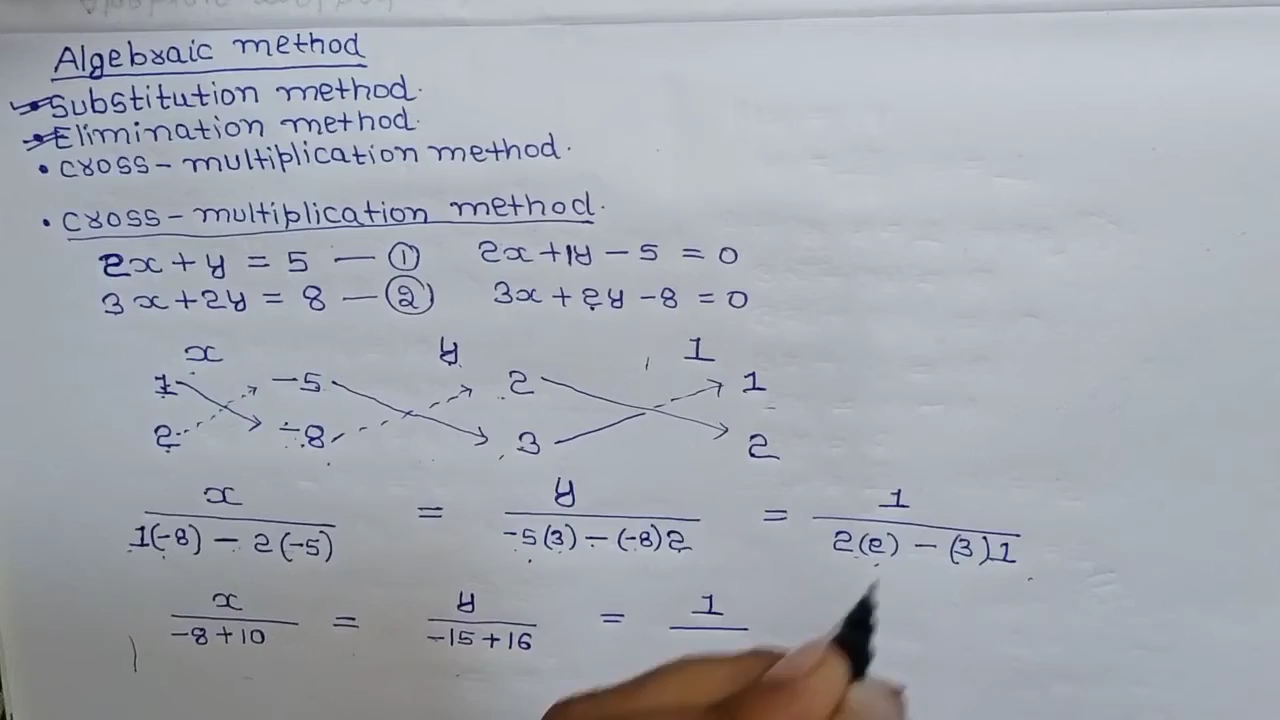 Algebraic method
Substitution method.
Elimination method.
• cross-multiplication method.
• cross-multiplication method.
2x + y = 5 — ① 2x + 1y - 5 = 0
3x + 2y = 8 — ② 3x + 2y - 8 = 0
x y 1
1 -5 2 1
2 -8 3 2
x = y = 1
1(-8) - 2(-5) -5(3) - (-8)2 2(2) - (3)1
x = y = 1
-8+10 -15+16